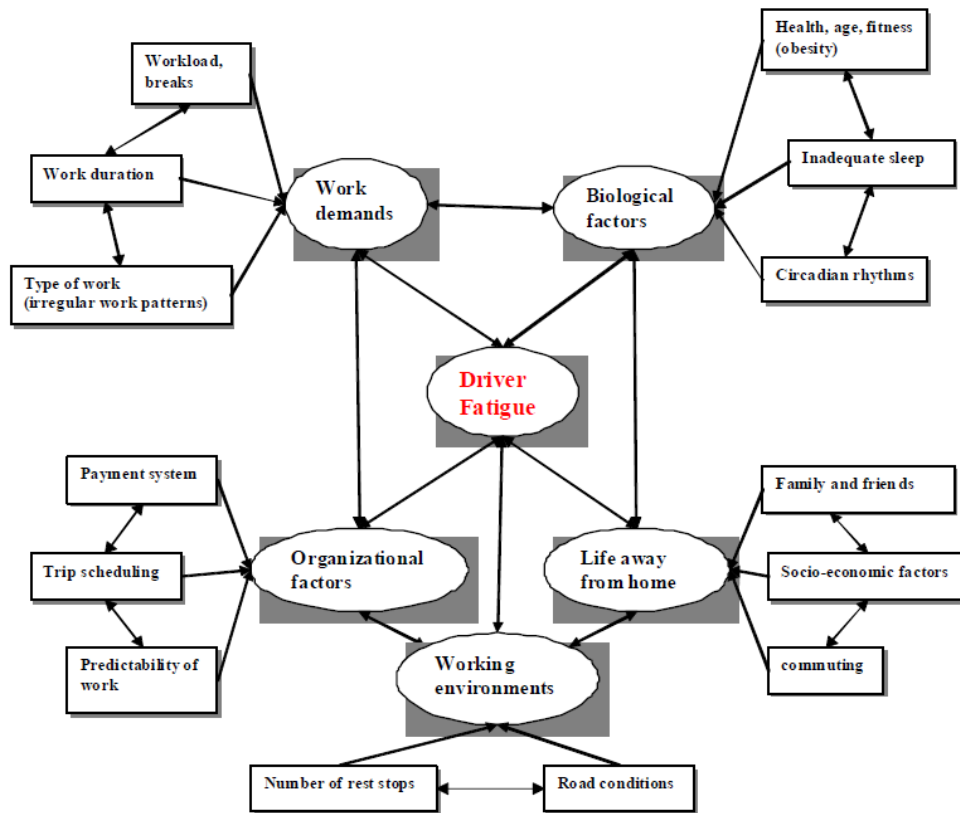 Workload,
breaks
Work duration
Type of work
(irregular work patterns)
Work
demands
Health, age, fitness
(obesity)
Inadequate sleep
Circadian rhythms
Biological
factors
Driver
Fatigue
Payment system
Trip scheduling
Predictability of
work
Organizational
factors
Family and friends
Socio-economic factors
commuting
Life away
from home
Working
environments
Number of rest stops
Road conditions